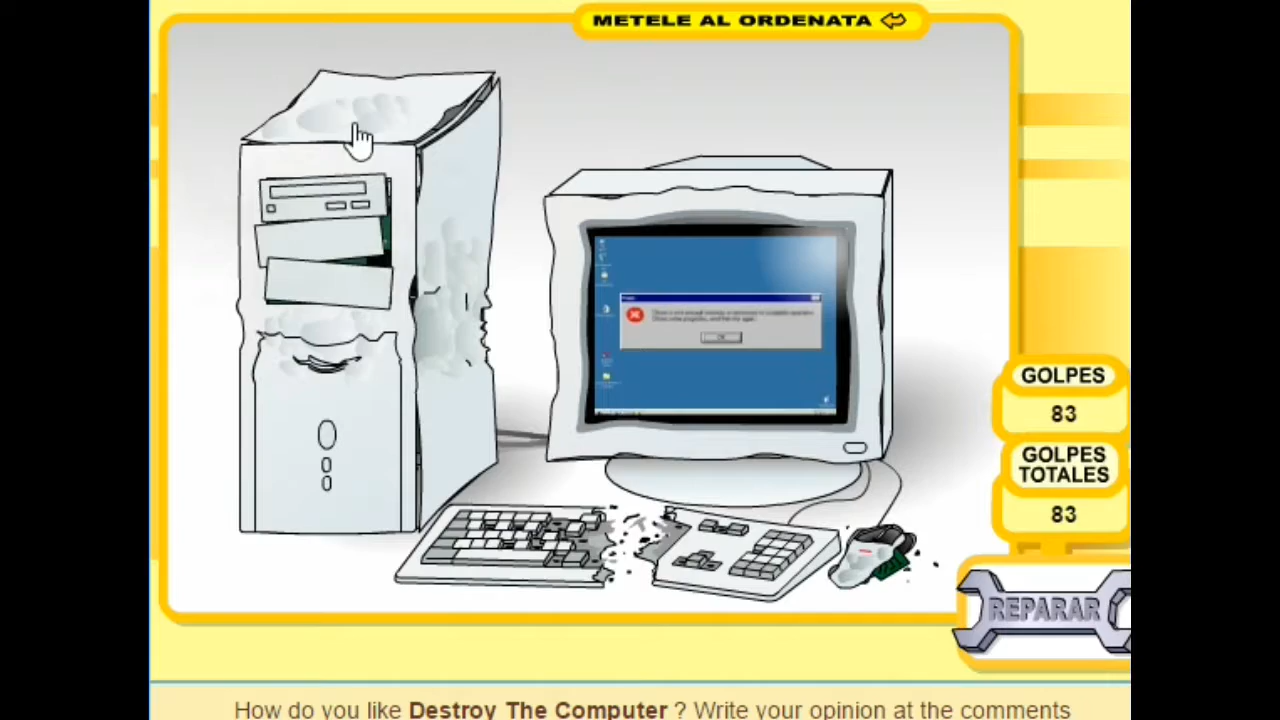 METELE AL ORDENATA
GOLPES
83
GOLPES
TOTALES
83
REPARAR
How do you like Destroy The Computer ? Write your opinion at the comments